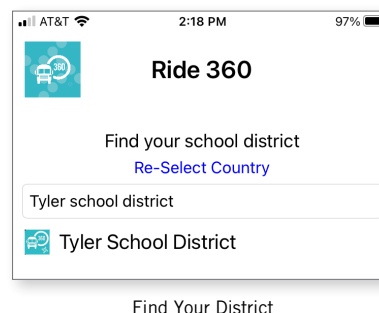 AT&T 2:18 PM 97%
360
Ride 360
Find your school district
Re-Select Country
Tyler school district
Tyler School District
Find Your District